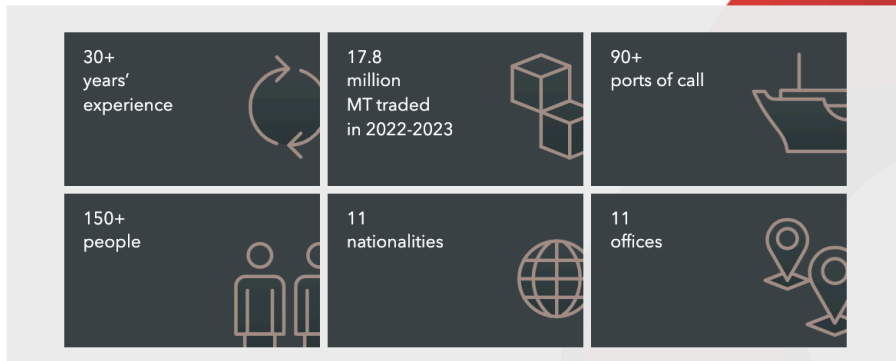 30+
years’
experience
17.8
million
MT traded
in 2022-2023
90+
ports of call
150+
people
11
nationalities
11
offices